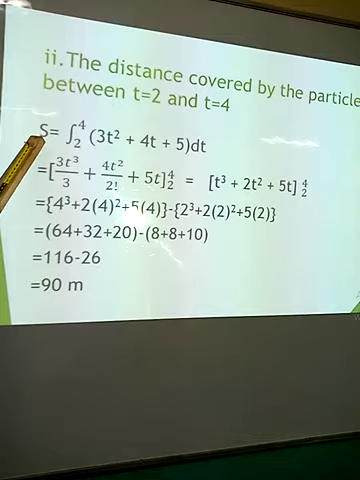 ii. The distance covered by the particle
between t=2 and t=4
S= ∫₂⁴ (3t² + 4t + 5)dt
=[3t³/3 + 4t²/2! + 5t]₂⁴ = [t³ + 2t² + 5t]₂⁴
={4³+2(4)²+5(4)}-{2³+2(2)²+5(2)}
=(64+32+20)-(8+8+10)
=116-26
=90 m